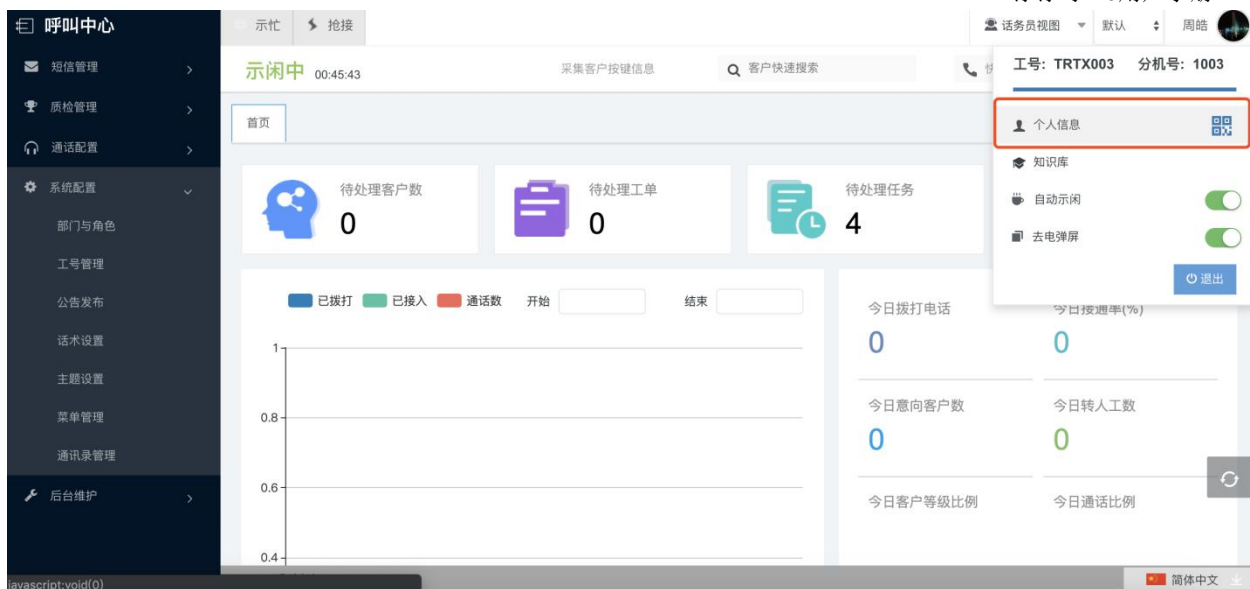 呼叫中心
示忙
抢接
话务员视图
默认
周皓
短信管理
质检管理
通话配置
系统配置
部门与角色
工号管理
公告发布
话术设置
主题设置
菜单管理
通讯录管理
后台维护
示闲中 00:45:43
采集客户按键信息
客户快速搜索
工号: TRTX003 分机号: 1003
个人信息
知识库
自动示闲
去电弹屏
退出
首页
待处理客户数
0
待处理工单
0
待处理任务
4
已拨打 已接入 通话数 开始 结束
1
0.8
0.6
0.4
今日拨打电话
0
今日接通率(%)
0
今日意向客户数
0
今日转人工数
0
今日客户等级比例
今日通话比例
javascript:void(0)
简体中文